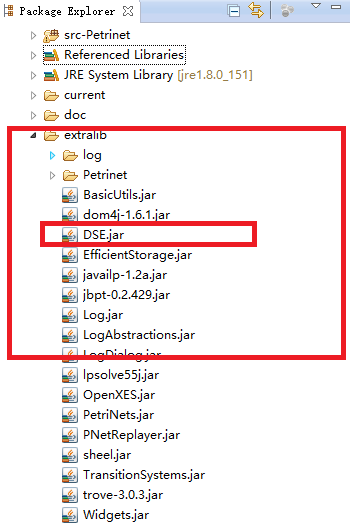 Package Explorer
src-Petrinet
Referenced Libraries
JRE System Library [jre1.8.0_151]
current
doc
extralib
log
Petrinet
BasicUtils.jar
dom4j-1.6.1.jar
DSE.jar
EfficientStorage.jar
javailp-1.2a.jar
jbpt-0.2.429.jar
Log.jar
LogAbstractions.jar
LogDialog.jar
lpsolve55j.jar
OpenXES.jar
PetriNets.jar
PNetReplayer.jar
sheel.jar
TransitionSystems.jar
trove-3.0.3.jar
Widgets.jar